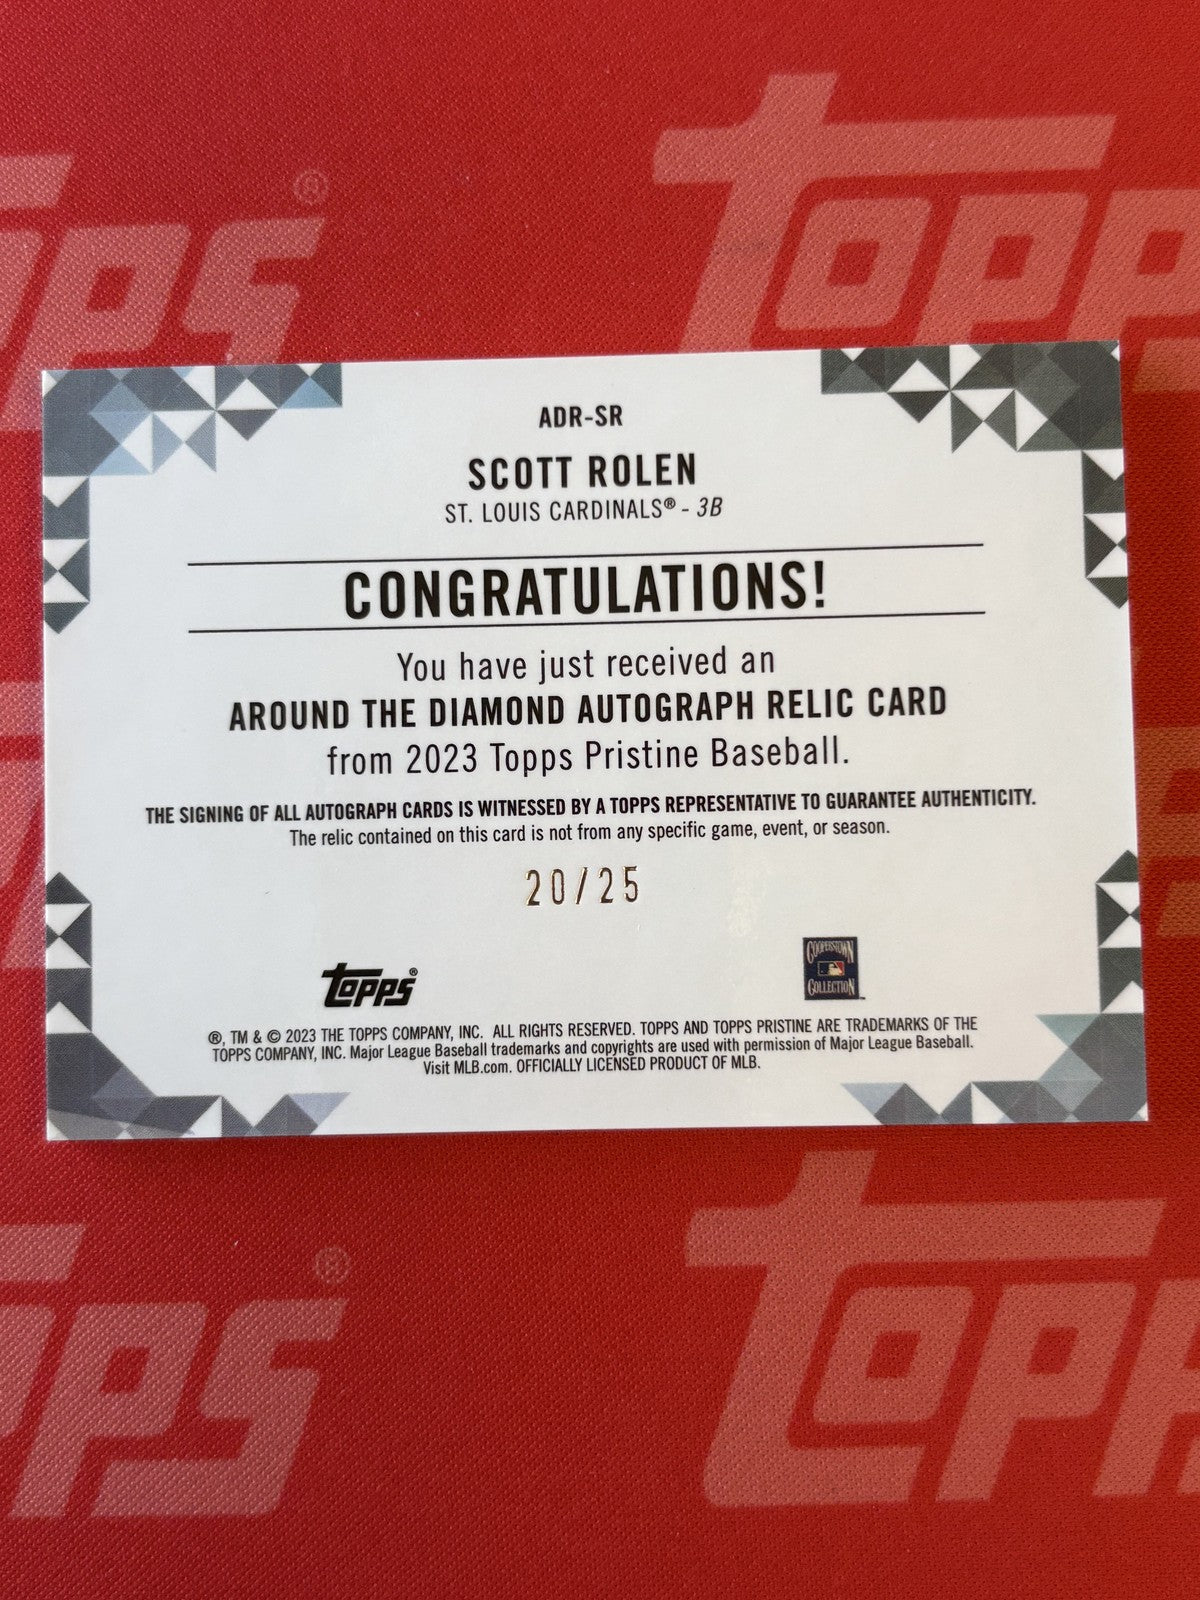 TOPPS
TOPPS®
ADR-SR
SCOTT ROLEN
ST. LOUIS CARDINALS® - 3B
CONGRATULATIONS!
You have just received an
AROUND THE DIAMOND AUTOGRAPH RELIC CARD
from 2023 Topps Pristine Baseball.
THE SIGNING OF ALL AUTOGRAPH CARDS IS WITNESSED BY A TOPPS REPRESENTATIVE TO GUARANTEE AUTHENTICITY.
The relic contained on this card is not from any specific game, event, or season.
20/25
TOPPS®
COOPERSTOWN
COLLECTION™
®, TM & © 2023 THE TOPPS COMPANY, INC. ALL RIGHTS RESERVED. TOPPS AND TOPPS PRISTINE ARE TRADEMARKS OF THE
TOPPS COMPANY, INC. Major League Baseball trademarks and copyrights are used with permission of Major League Baseball.
Visit MLB.com. OFFICIALLY LICENSED PRODUCT OF MLB.
TOPPS
TOPPS®